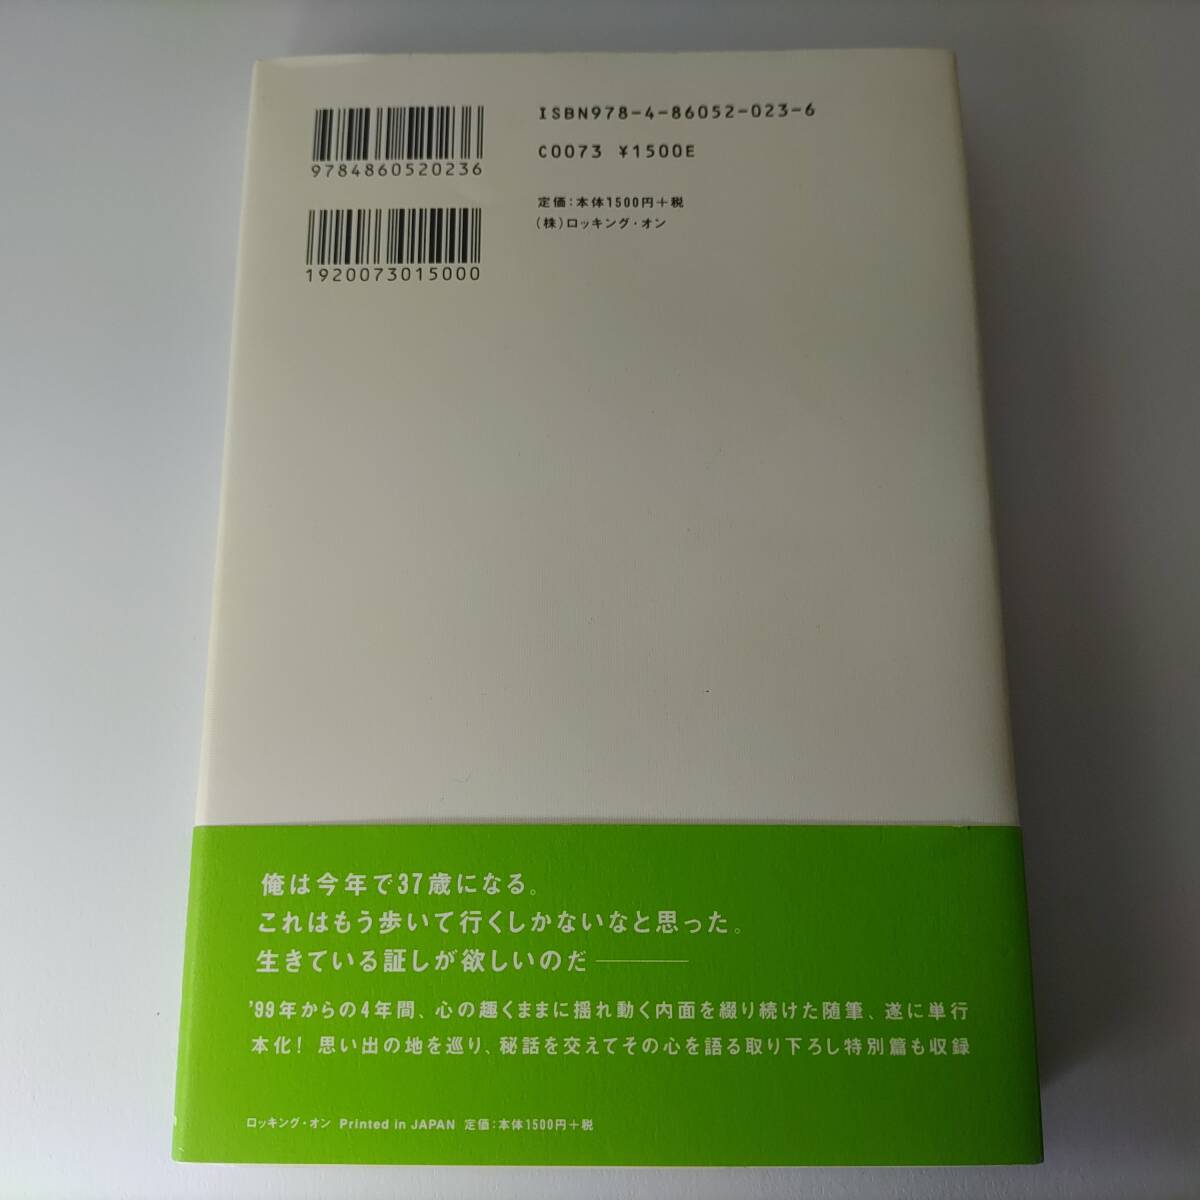 ISBN978-4-86052-023-6
9784860520236
C0073 ¥1500E
定価：本体1500円＋税
（株）ロッキング・オン
1920073015000
俺は今年で37歳になる。
これはもう歩いて行くしかないなと思った。
生きている証しが欲しいのだ———
'99年からの4年間、心の趣くままに揺れ動く内面を綴り続けた随筆、遂に単行
本化！ 思い出の地を巡り、秘話を交えてその心を語る取り下ろし特別篇も収録
ロッキング・オン Printed in JAPAN 定価：本体1500円＋税